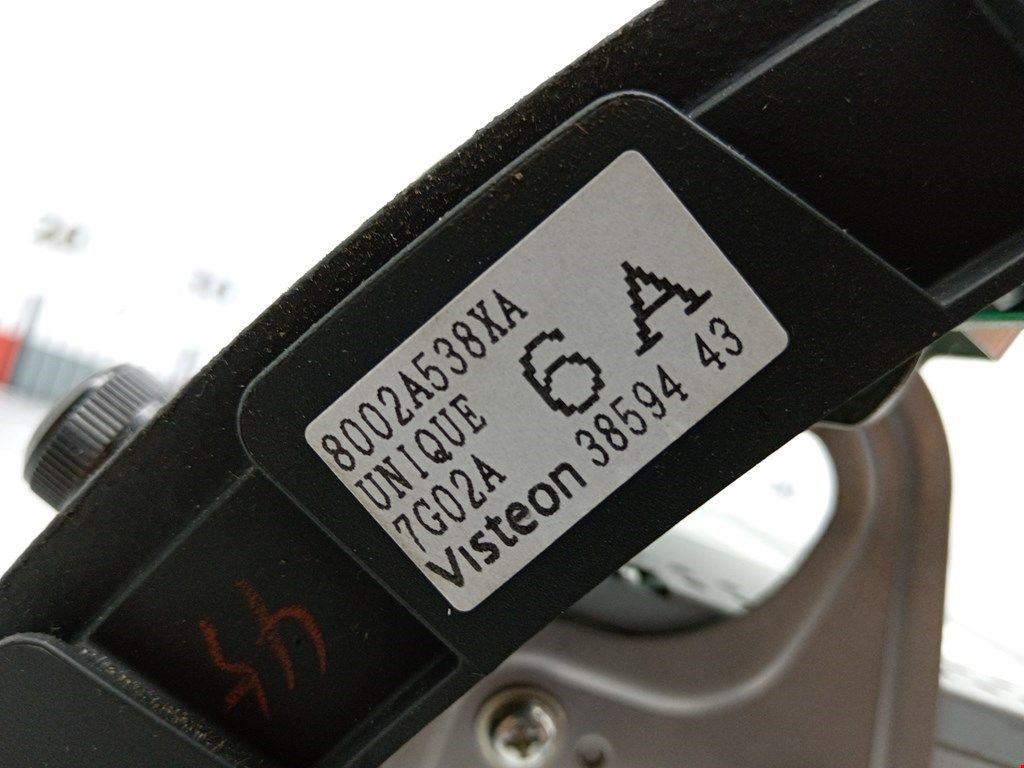 8002A538XA
UNIQUE
7G02A
6A
Visteon 38594 43